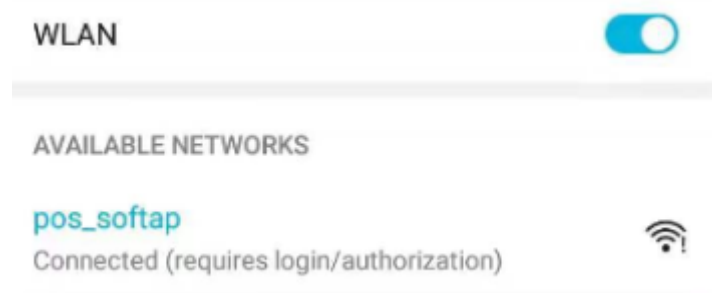 WLAN
AVAILABLE NETWORKS
pos_softap
Connected (requires login/authorization)